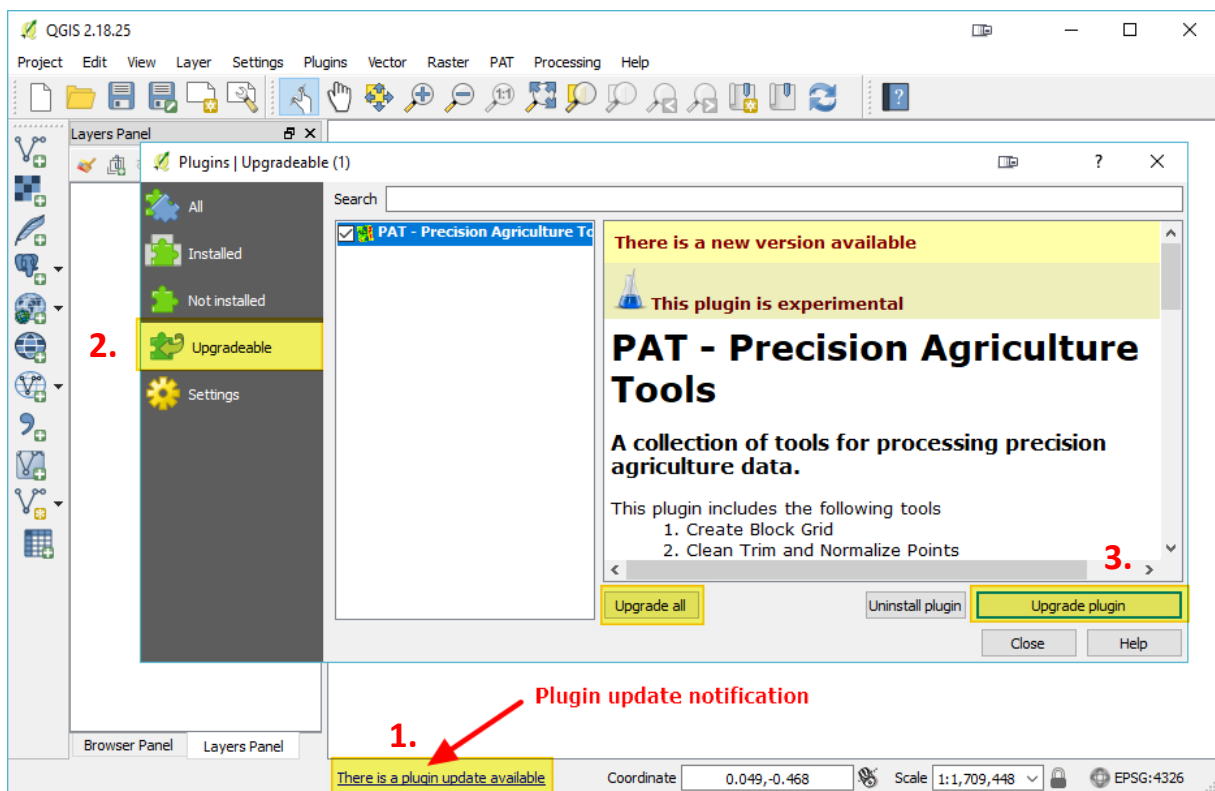 QGIS 2.18.25
Project Edit View Layer Settings Plugins Vector Raster PAT Processing Help
1:1
?
Layers Panel
Plugins | Upgradeable (1)
?
All
Installed
Not installed
2.
Upgradeable
Settings
Search
PAT - Precision Agriculture To
There is a new version available
This plugin is experimental
PAT - Precision Agriculture
Tools
A collection of tools for processing precision
agriculture data.
This plugin includes the following tools
1. Create Block Grid
2. Clean Trim and Normalize Points
3.
Upgrade all
Uninstall plugin
Upgrade plugin
Close
Help
Plugin update notification
1.
Browser Panel
Layers Panel
There is a plugin update available
Coordinate 0.049,-0.468
Scale 1:1,709,448
EPSG:4326